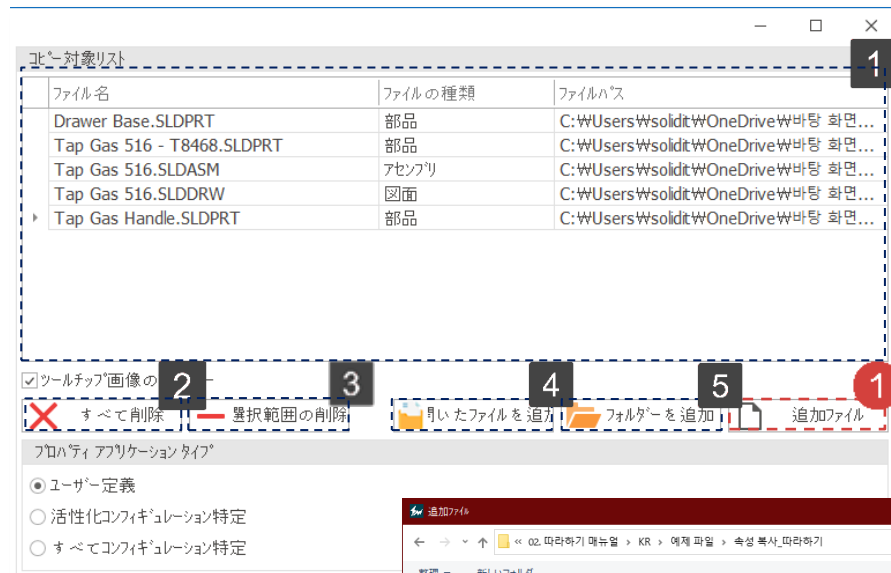 コピー対象リスト
1
ファイル名 ファイルの種類 ファイルパス
Drawer Base.SLDPRT 部品 C:₩Users₩solidit₩OneDrive₩바탕 화면...
Tap Gas 516 - T8468.SLDPRT 部品 C:₩Users₩solidit₩OneDrive₩바탕 화면...
Tap Gas 516.SLDASM アセンブリ C:₩Users₩solidit₩OneDrive₩바탕 화면...
Tap Gas 516.SLDDRW 図面 C:₩Users₩solidit₩OneDrive₩바탕 화면...
Tap Gas Handle.SLDPRT 部品 C:₩Users₩solidit₩OneDrive₩바탕 화면...
ツールチップ画像の ー
2 3 4 5 1
すべて削除 選択範囲の削除 開いたファイルを追加 フォルダーを追加 追加ファイル
プロパティ アプリケーション タイプ
ユーザー定義
活性化コンフィギュレーション特定
すべてコンフィギュレーション特定
追加ファイル
« 02. 따라하기 매뉴얼 › KR › 예제 파일 › 속성 복사_따라하기